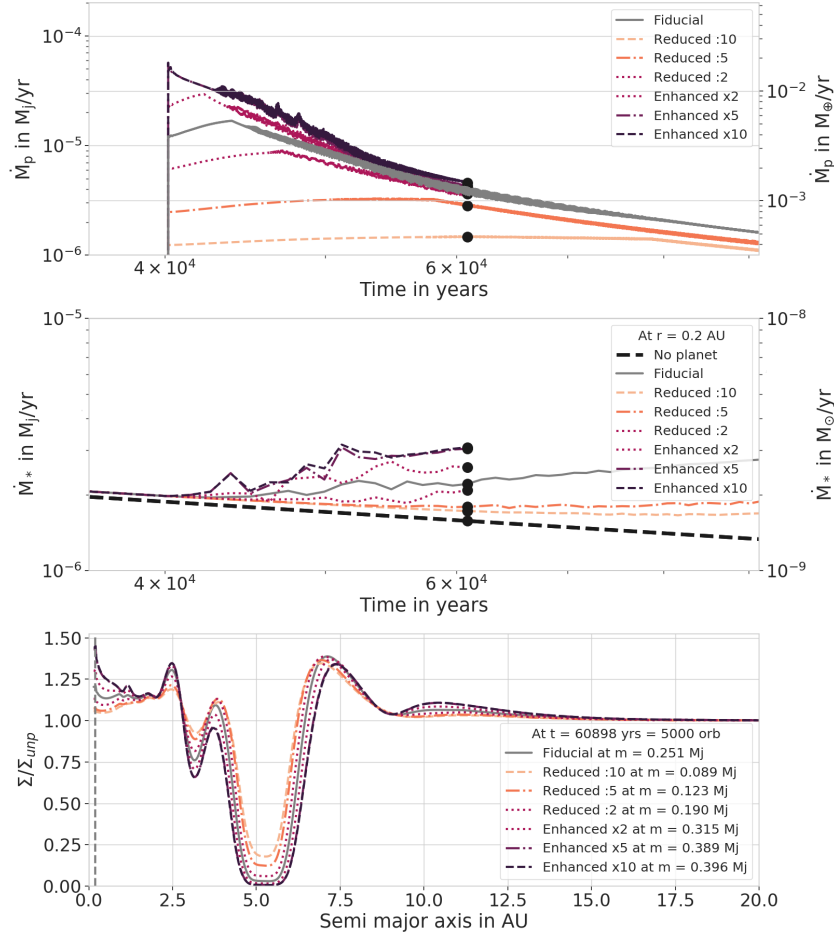 10⁻⁴
10⁻⁵
10⁻⁶
Ṁp in Mj/yr
10⁻²
10⁻³
Ṁp in M⊕/yr
Fiducial
Reduced :10
Reduced :5
Reduced :2
Enhanced x2
Enhanced x5
Enhanced x10
4 × 10⁴
6 × 10⁴
Time in years
10⁻⁵
10⁻⁶
Ṁ* in Mj/yr
10⁻⁸
10⁻⁹
Ṁ* in M⊙/yr
At r = 0.2 AU
No planet
Fiducial
Reduced :10
Reduced :5
Reduced :2
Enhanced x2
Enhanced x5
Enhanced x10
4 × 10⁴
6 × 10⁴
Time in years
1.50
1.25
1.00
0.75
0.50
0.25
0.00
Σ/Σunp
At t = 60898 yrs = 5000 orb
Fiducial at m = 0.251 Mj
Reduced :10 at m = 0.089 Mj
Reduced :5 at m = 0.123 Mj
Reduced :2 at m = 0.190 Mj
Enhanced x2 at m = 0.315 Mj
Enhanced x5 at m = 0.389 Mj
Enhanced x10 at m = 0.396 Mj
0.0 2.5 5.0 7.5 10.0 12.5 15.0 17.5 20.0
Semi major axis in AU